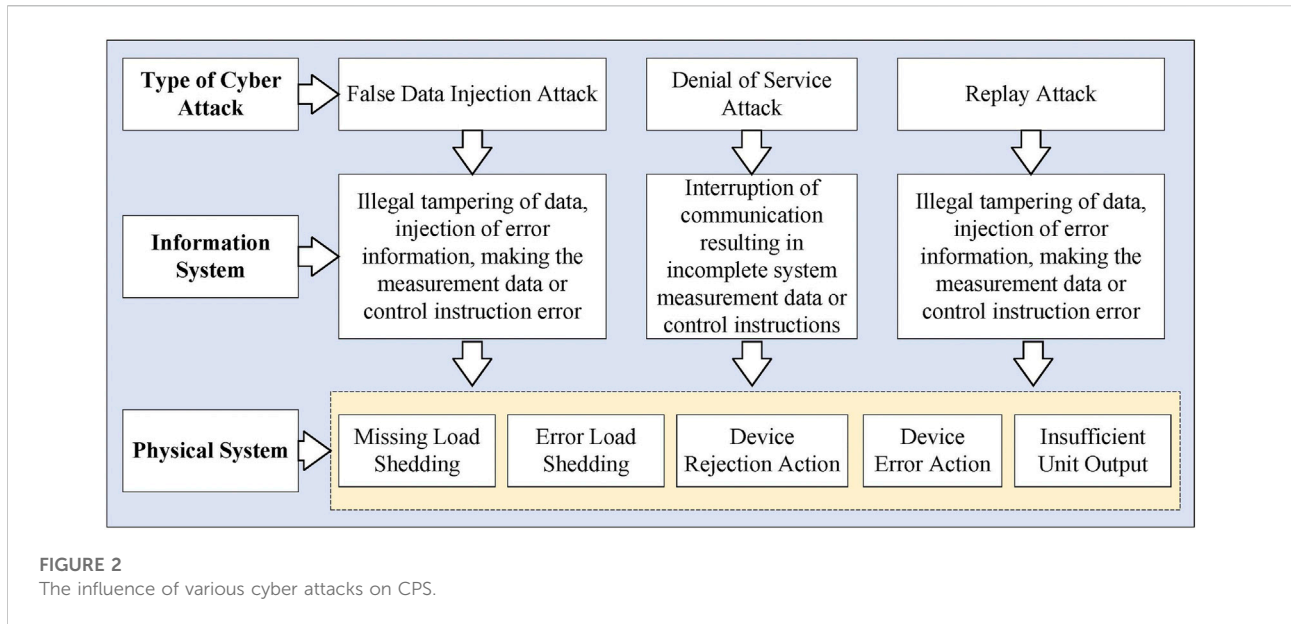 Type of Cyber
Attack
False Data Injection Attack
Denial of Service
Attack
Replay Attack
Information
System
Illegal tampering of data,
injection of error
information, making the
measurement data or
control instruction error
Interruption of
communication
resulting in
incomplete system
measurement data or
control instructions
Illegal tampering of data,
injection of error
information, making the
measurement data or
control instruction error
Physical System
Missing Load
Shedding
Error Load
Shedding
Device
Rejection Action
Device
Error Action
Insufficient
Unit Output
FIGURE 2
The influence of various cyber attacks on CPS.